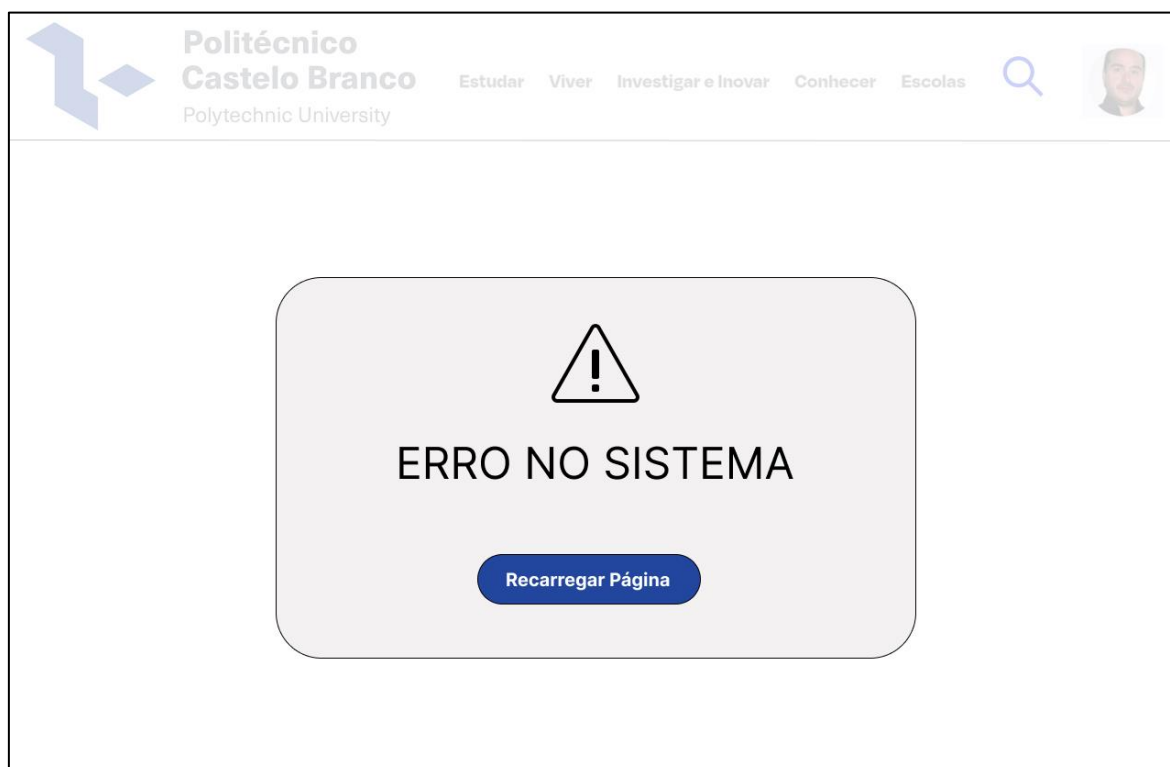 Politécnico
Castelo Branco
Polytechnic University
Estudar Viver Investigar e Inovar Conhecer Escolas
ERRO NO SISTEMA
Recarregar Página